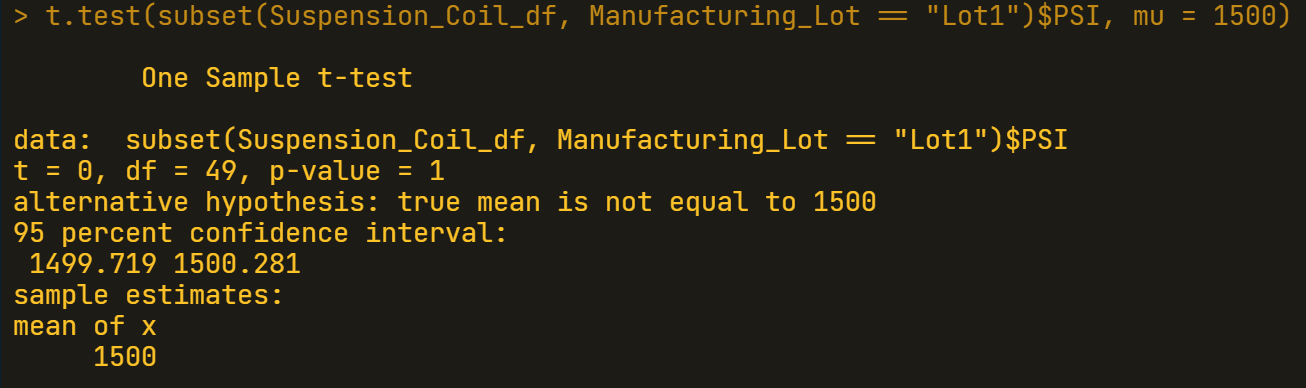 > t.test(subset(Suspension_Coil_df, Manufacturing_Lot == "Lot1")$PSI, mu = 1500)
One Sample t-test
data:  subset(Suspension_Coil_df, Manufacturing_Lot == "Lot1")$PSI
t = 0, df = 49, p-value = 1
alternative hypothesis: true mean is not equal to 1500
95 percent confidence interval:
1499.719 1500.281
sample estimates:
mean of x
1500